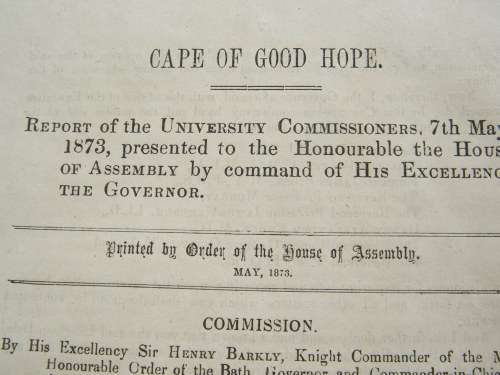 CAPE OF GOOD HOPE.
REPORT of the UNIVERSITY COMMISSIONERS, 7th May
1873, presented to the Honourable the HOUS
OF ASSEMBLY by command of HIS EXCELLENC
THE GOVERNOR.
Printed by Order of the House of Assembly.
MAY, 1873.
COMMISSION.
By His Excellency Sir HENRY BARKLY, Knight Commander of the M
Honourable Order of the Bath, Governor and Commander-in-Chief